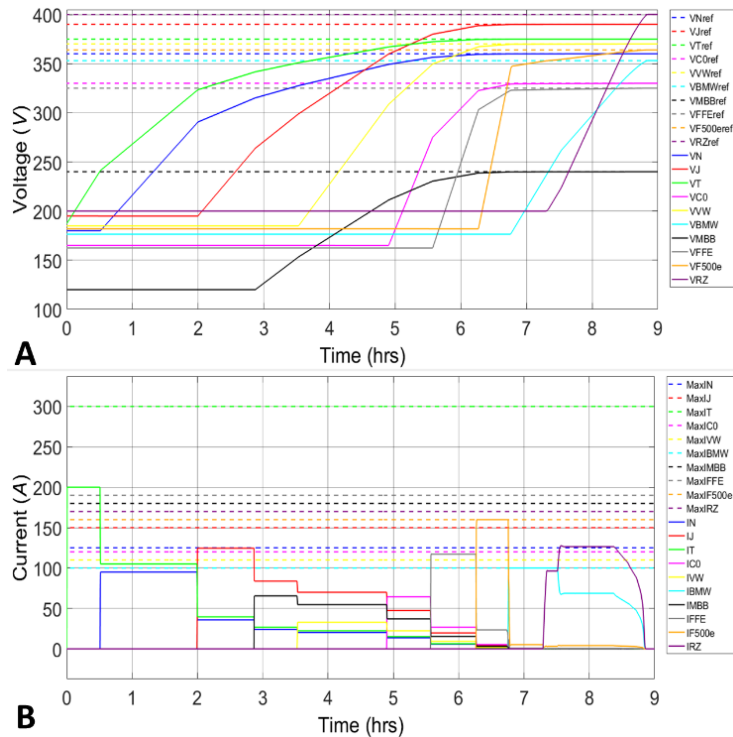 400
350
300
250
200
150
100
0
1
2
3
4
5
6
7
8
9
Voltage (V)
Time (hrs)
A
VNref
VJref
VTref
VC0ref
VVWref
VBMWref
VMBBref
VFFEref
VF500eref
VRZref
VN
VJ
VT
VC0
VVW
VBMW
VMBB
VFFE
VF500e
VRZ
300
250
200
150
100
50
0
0
1
2
3
4
5
6
7
8
9
Current (A)
Time (hrs)
B
MaxIN
MaxIJ
MaxIT
MaxIC0
MaxIVW
MaxIBMW
MaxIMBB
MaxIFFE
MaxIF500e
MaxIRZ
IN
IJ
IT
IC0
IVW
IBMW
IMBB
IFFE
IF500e
IRZ